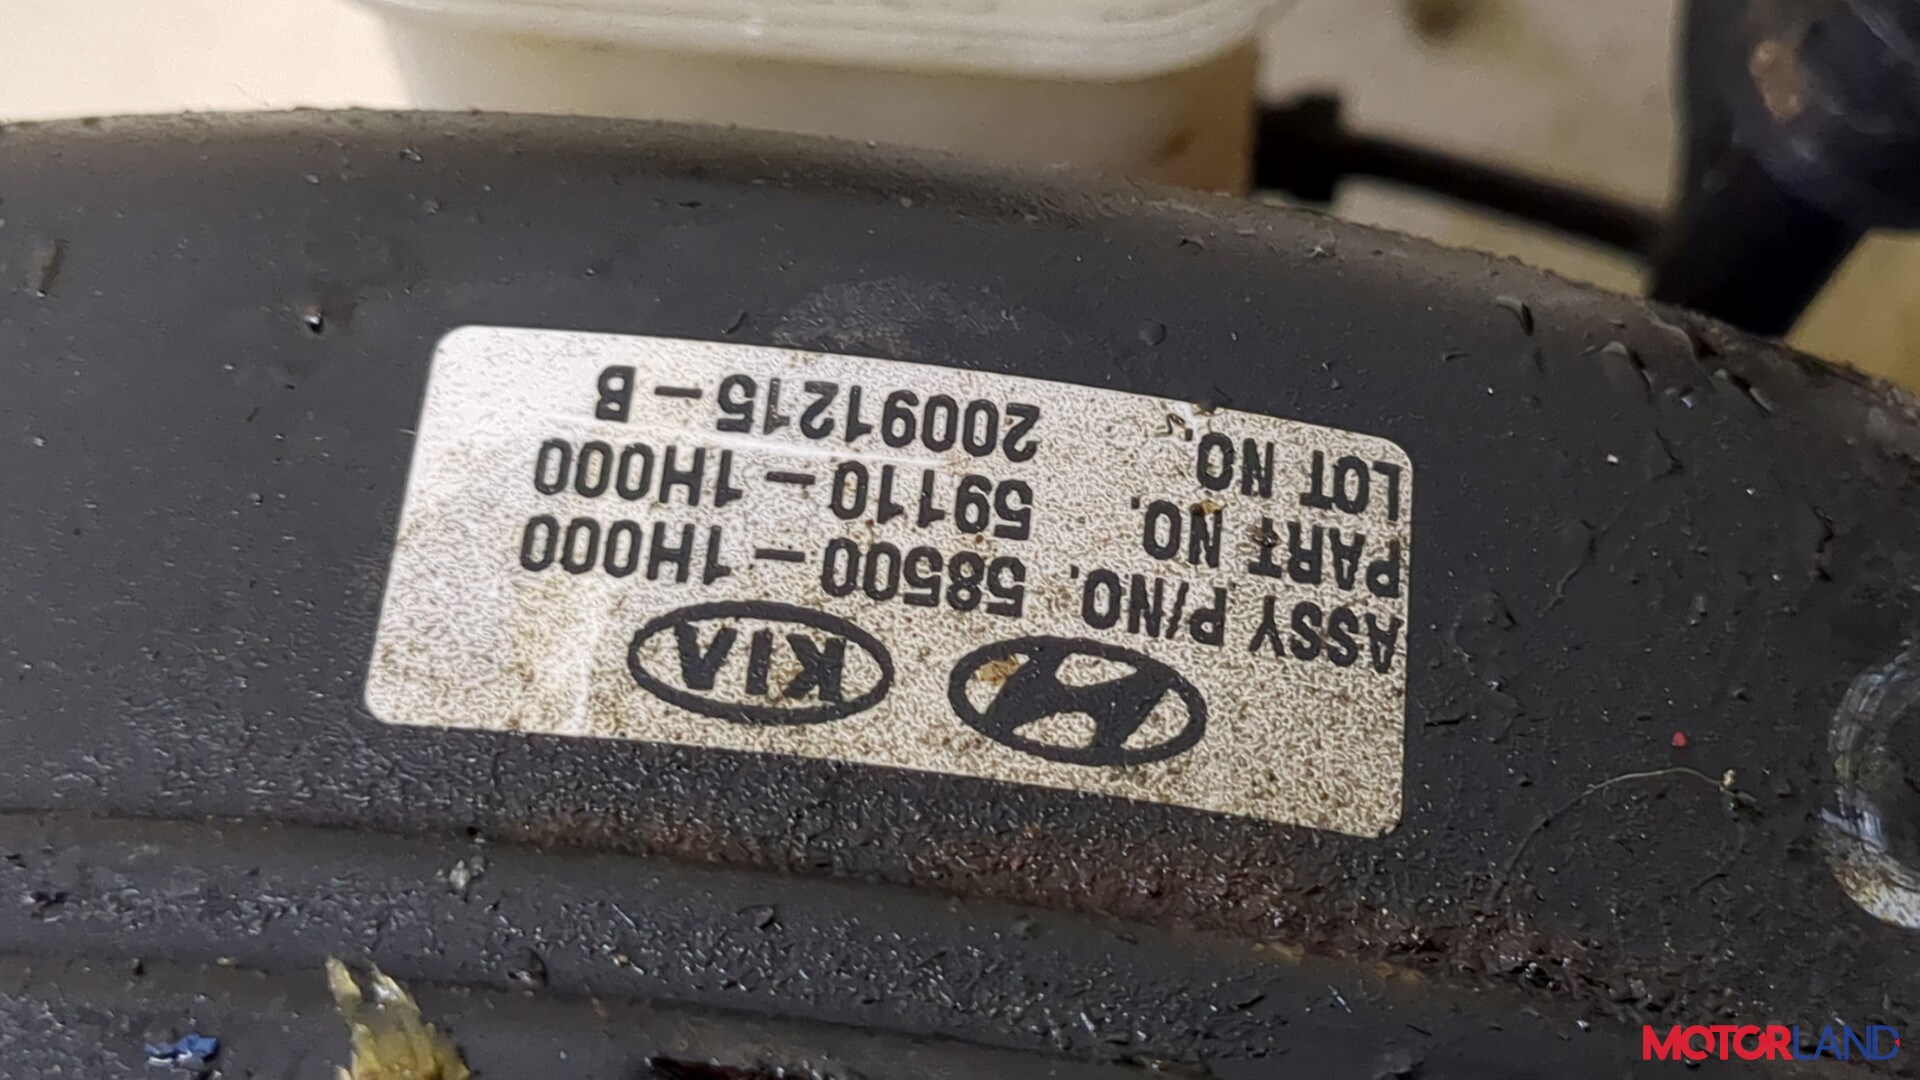 KIA
ASSY P/NO. 58500-1H000
PART NO. 59110-1H000
LOT NO. 20091215-B
MOTORLAND